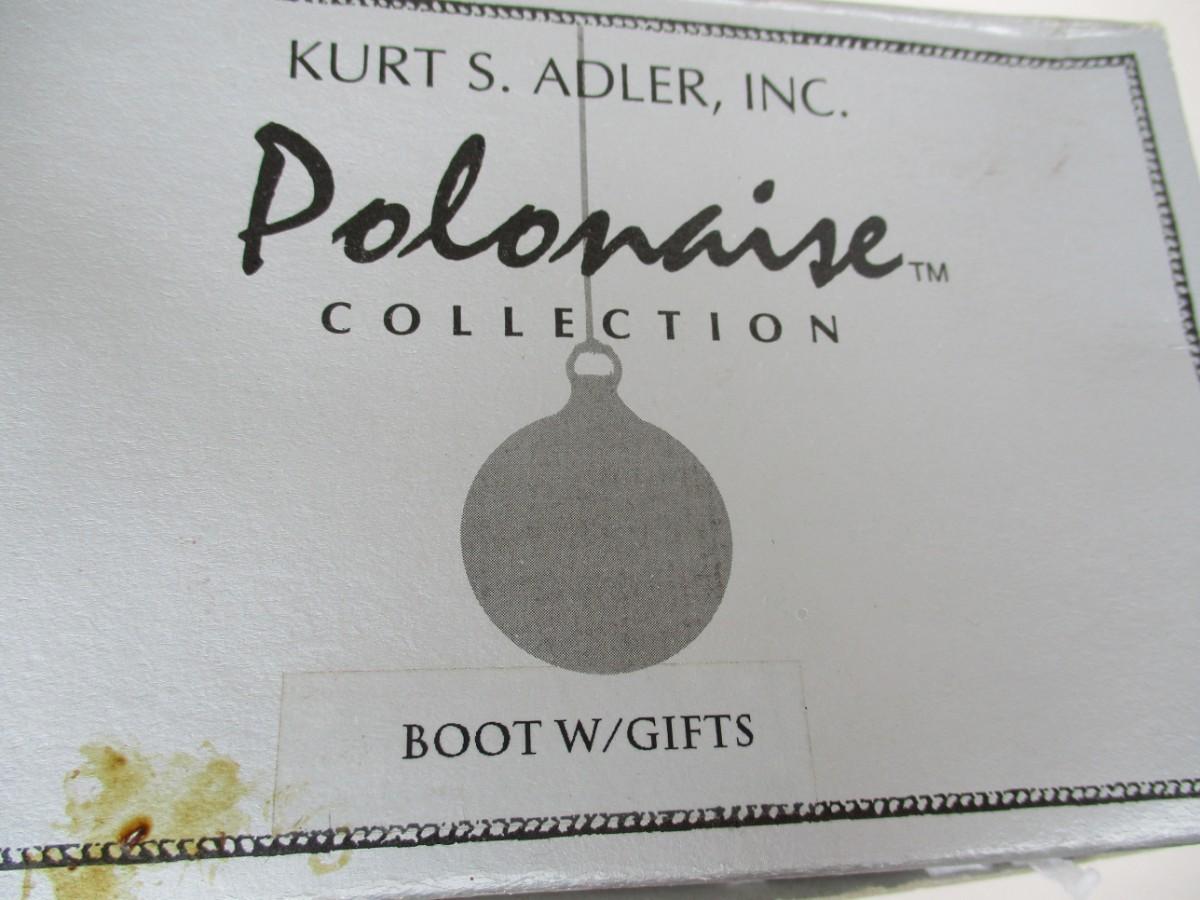 KURT S. ADLER, INC.
Polonaise™
COLLECTION
BOOT W/GIFTS